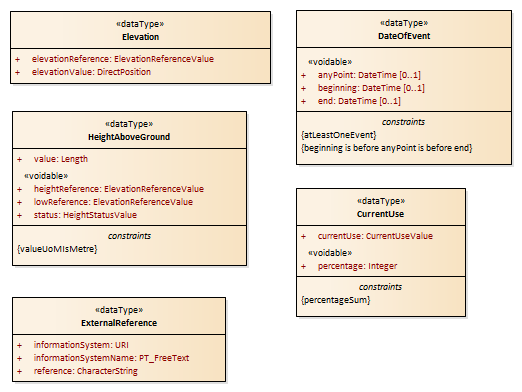 «dataType»
Elevation
+ elevationReference: ElevationReferenceValue
+ elevationValue: DirectPosition
«dataType»
HeightAboveGround
+ value: Length
«voidable»
+ heightReference: ElevationReferenceValue
+ lowReference: ElevationReferenceValue
+ status: HeightStatusValue
constraints
{valueUoMIsMetre}
«dataType»
ExternalReference
+ informationSystem: URI
+ informationSystemName: PT_FreeText
+ reference: CharacterString
«dataType»
DateOfEvent
«voidable»
+ anyPoint: DateTime [0..1]
+ beginning: DateTime [0..1]
+ end: DateTime [0..1]
constraints
{atLeastOneEvent}
{beginning is before anyPoint is before end}
«dataType»
CurrentUse
+ currentUse: CurrentUseValue
«voidable»
+ percentage: Integer
constraints
{percentageSum}